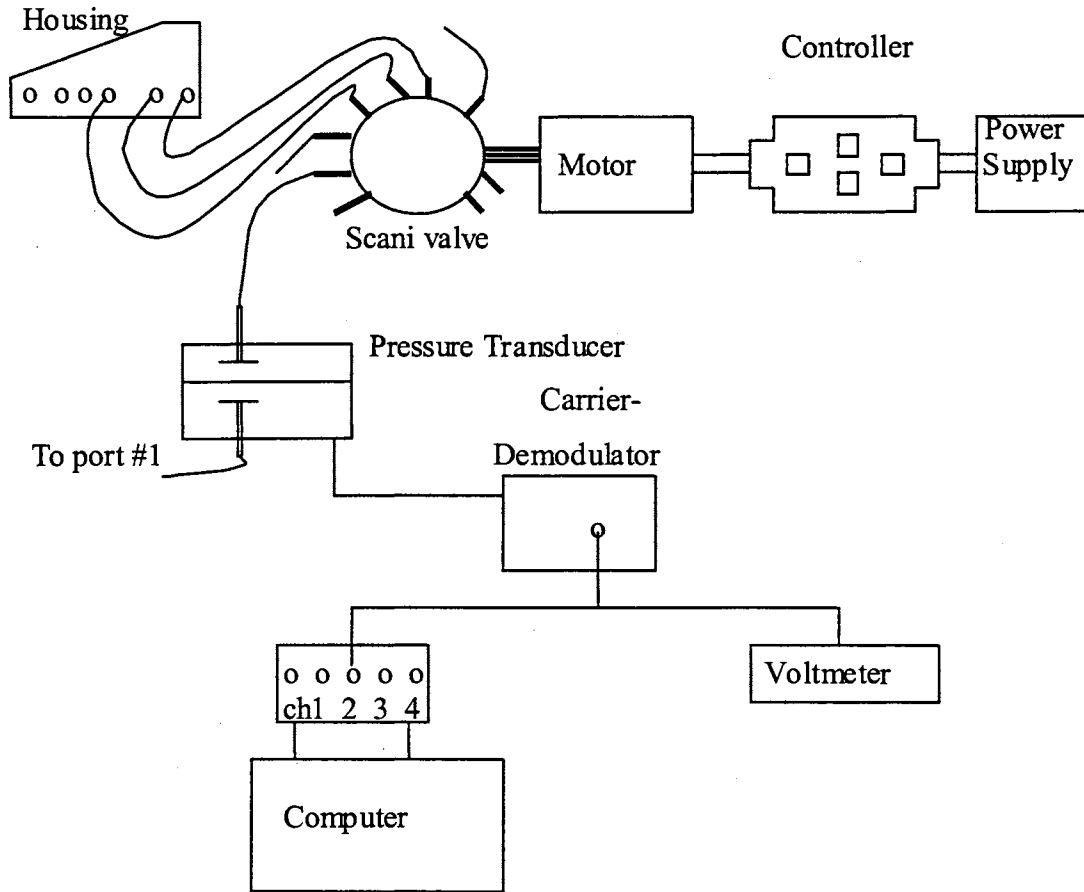 Housing
Controller
Motor
Power
Supply
Scani valve
Pressure Transducer
Carrier-
Demodulator
To port #1
ch1 2 3 4
Voltmeter
Computer